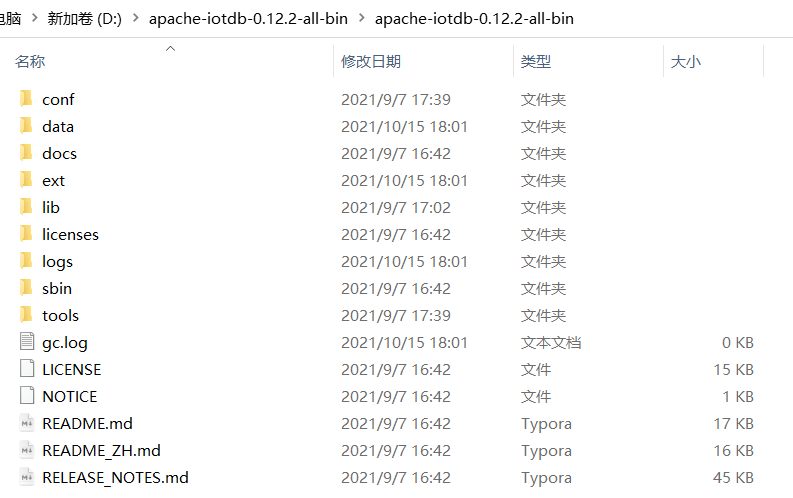 电脑 > 新加卷 (D:) > apache-iotdb-0.12.2-all-bin > apache-iotdb-0.12.2-all-bin
名称 修改日期 类型 大小
conf 2021/9/7 17:39 文件夹
data 2021/10/15 18:01 文件夹
docs 2021/9/7 16:42 文件夹
ext 2021/10/15 18:01 文件夹
lib 2021/9/7 17:02 文件夹
licenses 2021/9/7 16:42 文件夹
logs 2021/10/15 18:01 文件夹
sbin 2021/9/7 16:42 文件夹
tools 2021/9/7 17:39 文件夹
gc.log 2021/10/15 18:01 文本文档 0 KB
LICENSE 2021/9/7 16:42 文件 15 KB
NOTICE 2021/9/7 16:42 文件 1 KB
README.md 2021/9/7 16:42 Typora 17 KB
README_ZH.md 2021/9/7 16:42 Typora 16 KB
RELEASE_NOTES.md 2021/9/7 16:42 Typora 45 KB